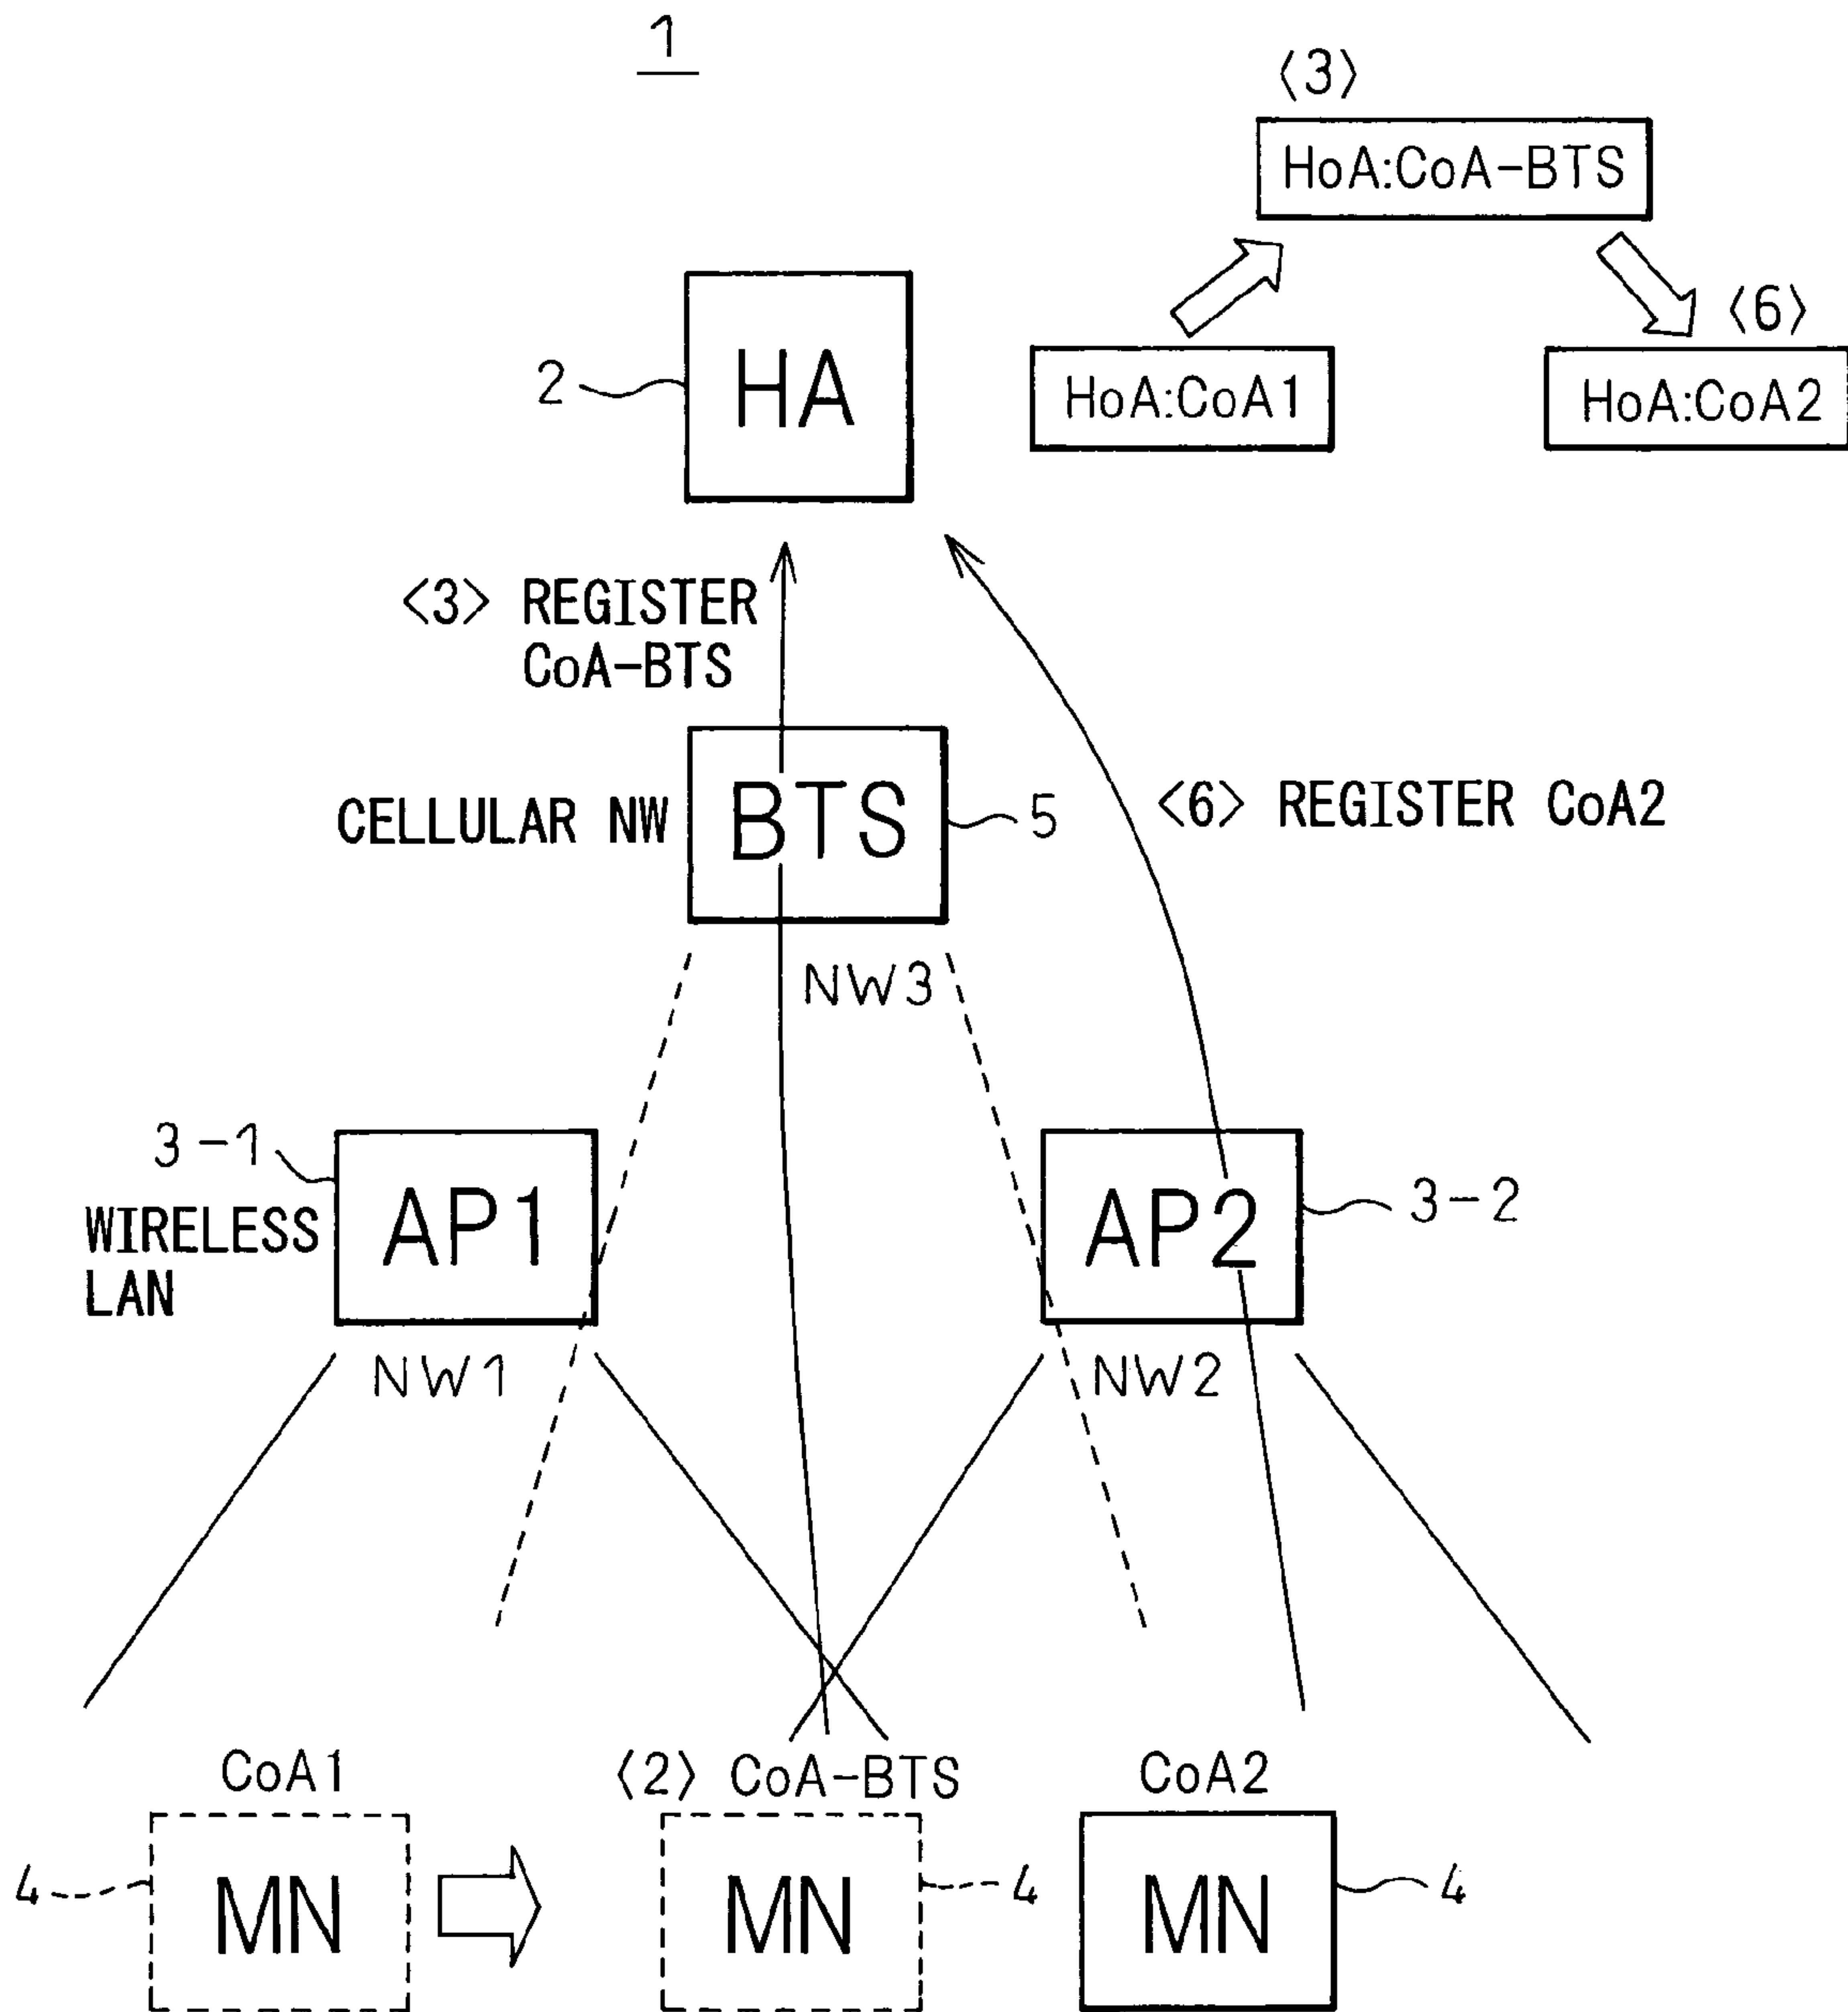 1
〈3〉
HoA:CoA-BTS
〈6〉
2
HA
HoA:CoA1
HoA:CoA2
〈3〉 REGISTER
CoA-BTS
CELLULAR NW
BTS
5
〈6〉 REGISTER CoA2
NW3
3-1
WIRELESS
LAN
AP1
AP2
3-2
NW1
NW2
CoA1
〈2〉 CoA-BTS
CoA2
4
MN
MN
4
MN
4